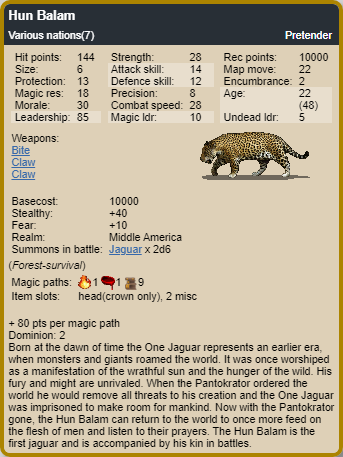 Hun Balam
Various nations(7) Pretender
Hit points: 144 Strength: 28 Rec points: 10000
Size: 6 Attack skill: 14 Map move: 22
Protection: 13 Defence skill: 12 Encumbrance: 2
Magic res: 18 Precision: 8 Age: 22
Morale: 30 Combat speed: 28 (48)
Leadership: 85 Magic ldr: 10 Undead ldr: 5
Weapons:
Bite
Claw
Claw
Basecost: 10000
Stealthy: +40
Fear: +10
Realm: Middle America
Summons in battle: Jaguar x 2d6
(Forest-survival)
Magic paths: 1 1 9
Item slots: head(crown only), 2 misc
+ 80 pts per magic path
Dominion: 2
Born at the dawn of time the One Jaguar represents an earlier era,
when monsters and giants roamed the world. It was once worshiped
as a manifestation of the wrathful sun and the hunger of the wild. His
fury and might are unrivaled. When the Pantokrator ordered the
world he would remove all threats to his creation and the One Jaguar
was imprisoned to make room for mankind. Now with the Pantokrator
gone, the Hun Balam can return to the world to once more feed on
the flesh of men and listen to their prayers. The Hun Balam is the
first jaguar and is accompanied by his kin in battles.